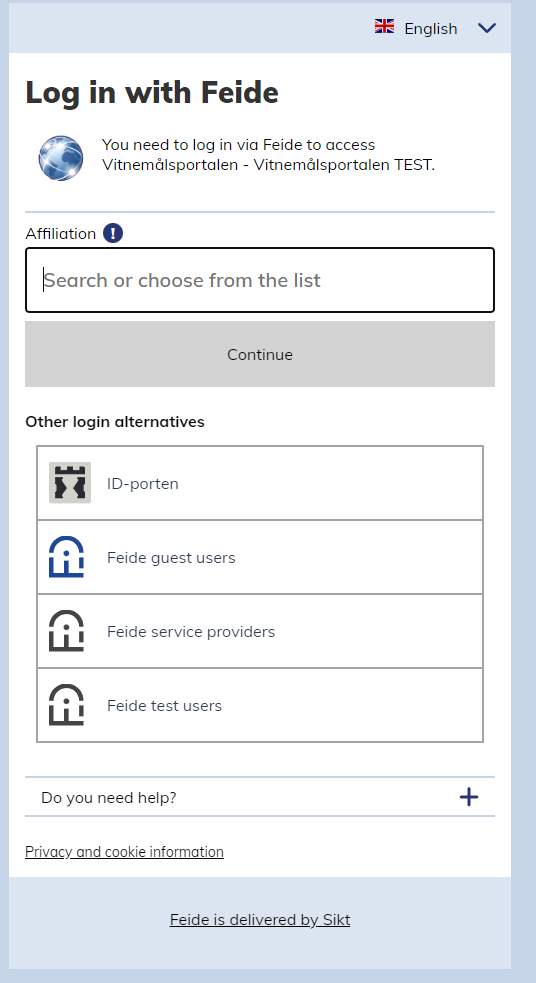 English
Log in with Feide
You need to log in via Feide to access
Vitnemålsportalen - Vitnemålsportalen TEST.
Affiliation !
Search or choose from the list
Continue
Other login alternatives
ID-porten
Feide guest users
Feide service providers
Feide test users
Do you need help?
Privacy and cookie information
Feide is delivered by Sikt